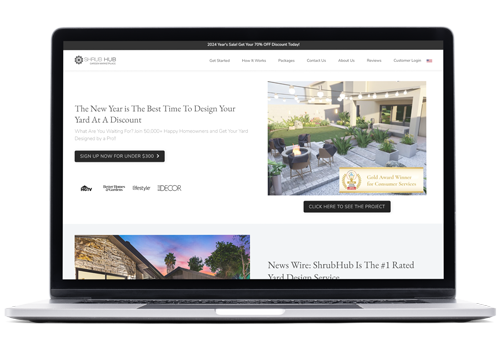 2024 Year's Sale! Get Your 70% OFF Discount Today!
SHRUB HUB
Get Started How It Works Packages Contact Us About Us Reviews Customer Login
The New Year is The Best Time To Design Your
Yard At A Discount
What Are You Waiting For? Join 60,000+ Happy Homeowners and Get Your Yard
Designed by a Pro!
SIGN UP NOW FOR UNDER $300 >
HGTV Better Homes & Gardens lifestyle DECOR
Gold Award Winner
for Consumer Services
CLICK HERE TO SEE THE PROJECT
News Wire: ShrubHub Is The #1 Rated
Yard Design Service